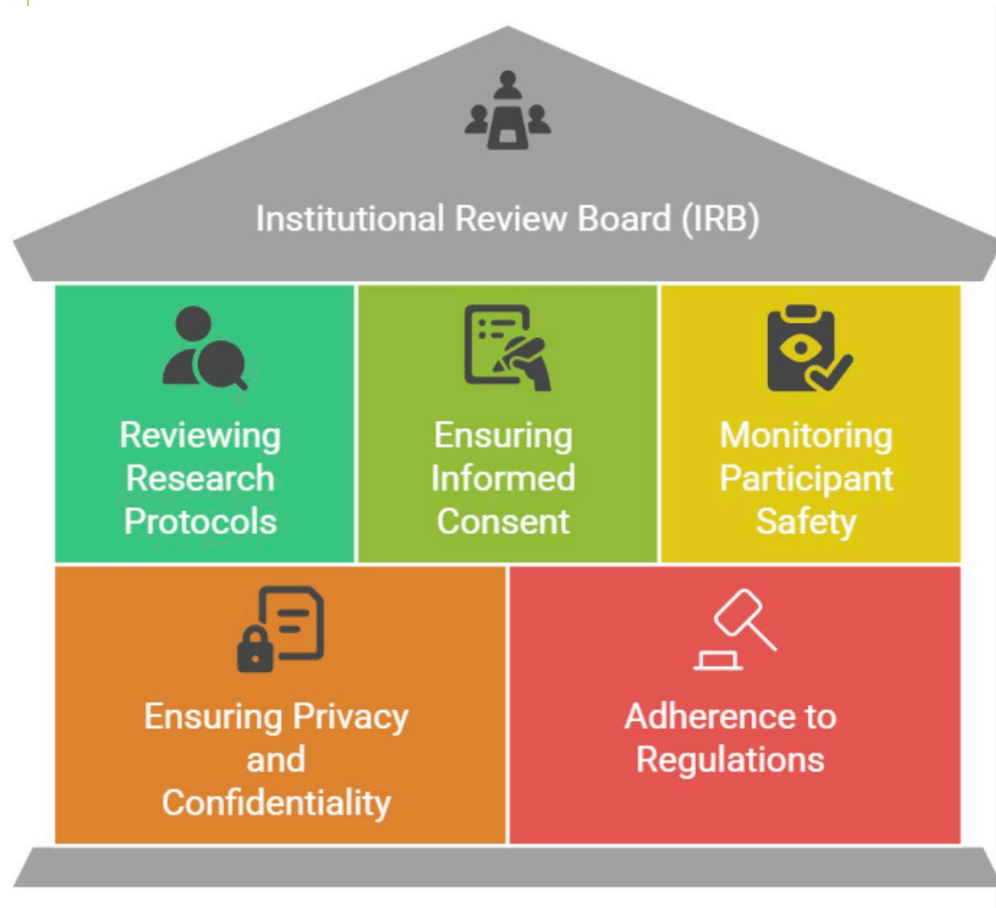 Institutional Review Board (IRB)
Reviewing
Research
Protocols
Ensuring
Informed
Consent
Monitoring
Participant
Safety
Ensuring Privacy
and
Confidentiality
Adherence to
Regulations